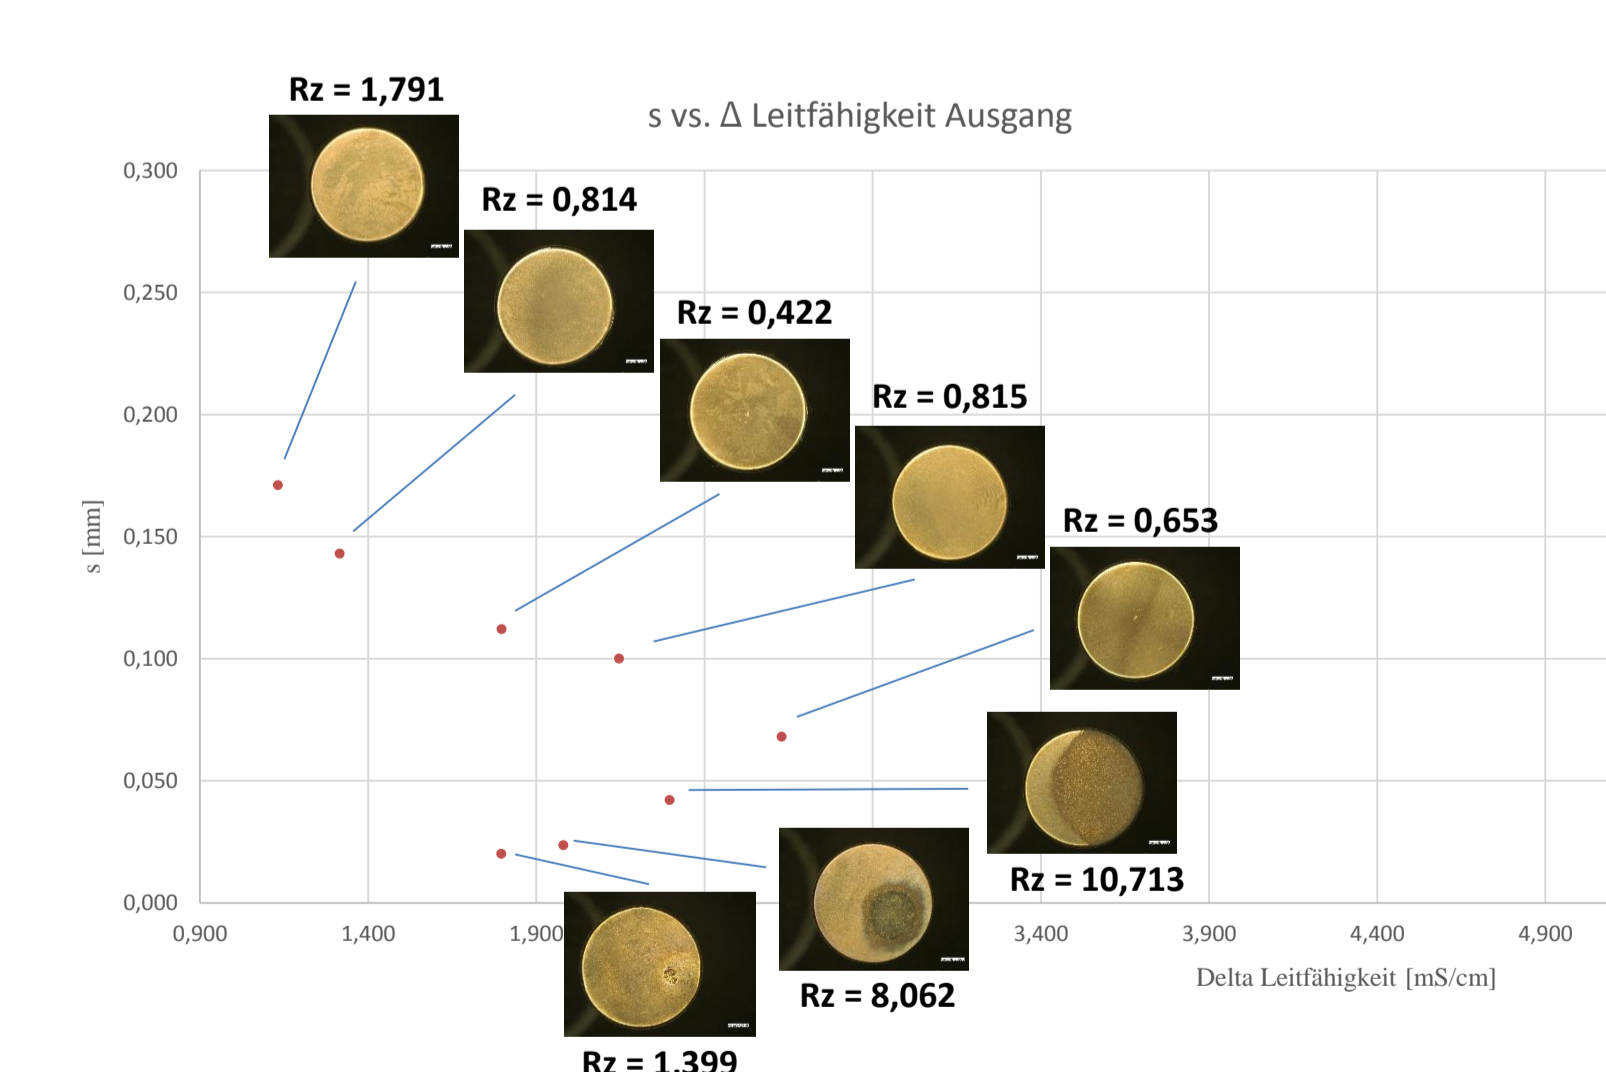 Rz = 1,791
s vs. Δ Leitfähigkeit Ausgang
0,300
Rz = 0,814
0,250
Rz = 0,422
0,200
Rz = 0,815
0,150
Rz = 0,653
s [mm]
0,100
0,050
Rz = 10,713
0,000
0,900
1,400
1,900
3,400
3,900
4,400
4,900
Delta Leitfähigkeit [mS/cm]
Rz = 8,062
Rz = 1,399